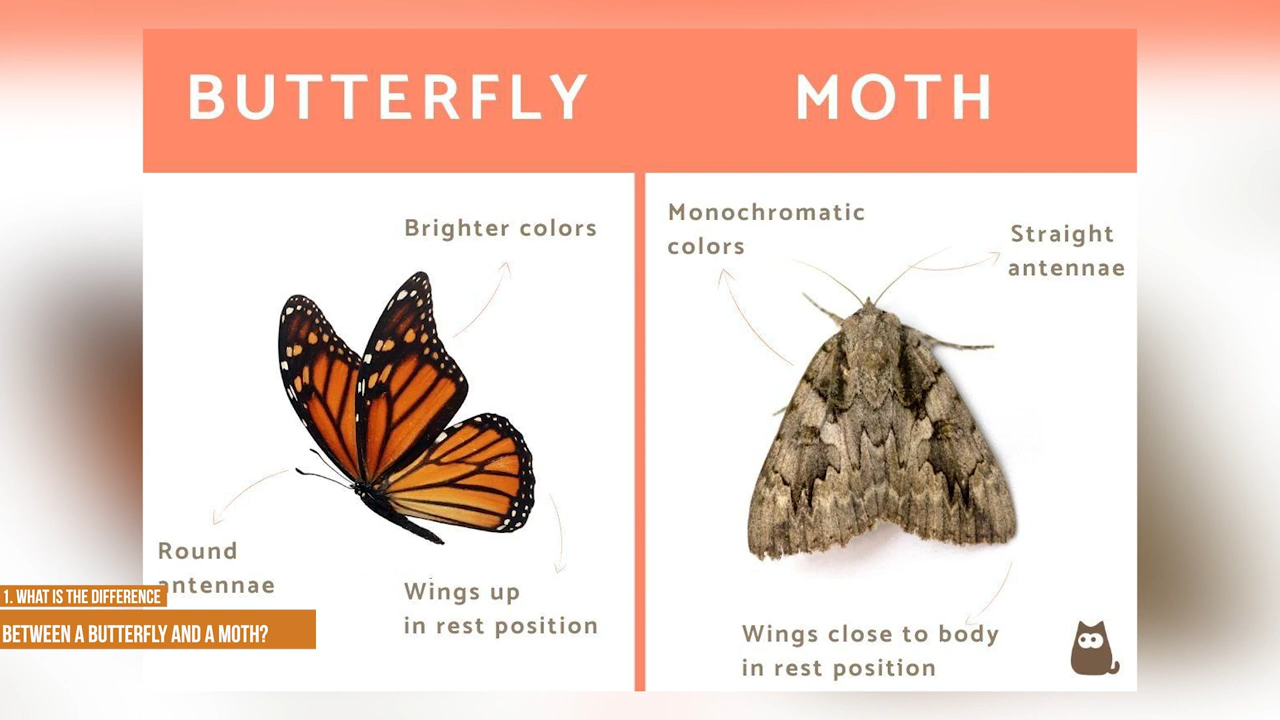 BUTTERFLY
MOTH
Brighter colors
Round
antennae
Wings up
in rest position
Monochromatic
colors
Straight
antennae
Wings close to body
in rest position
1. WHAT IS THE DIFFERENCE
BETWEEN A BUTTERFLY AND A MOTH?